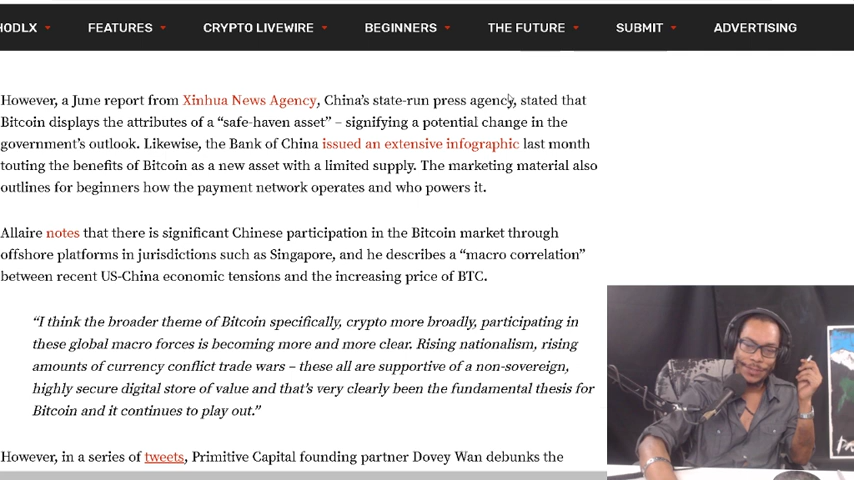 HODLX FEATURES CRYPTO LIVEWIRE BEGINNERS THE FUTURE SUBMIT ADVERTISING
However, a June report from Xinhua News Agency, China's state-run press agency, stated that
Bitcoin displays the attributes of a “safe-haven asset” – signifying a potential change in the
government's outlook. Likewise, the Bank of China issued an extensive infographic last month
touting the benefits of Bitcoin as a new asset with a limited supply. The marketing material also
outlines for beginners how the payment network operates and who powers it.
Allaire notes that there is significant Chinese participation in the Bitcoin market through
offshore platforms in jurisdictions such as Singapore, and he describes a “macro correlation”
between recent US-China economic tensions and the increasing price of BTC.
“I think the broader theme of Bitcoin specifically, crypto more broadly, participating in
these global macro forces is becoming more and more clear. Rising nationalism, rising
amounts of currency conflict trade wars – these all are supportive of a non-sovereign,
highly secure digital store of value and that's very clearly been the fundamental thesis for
Bitcoin and it continues to play out.”
However, in a series of tweets, Primitive Capital founding partner Dovey Wan debunks the